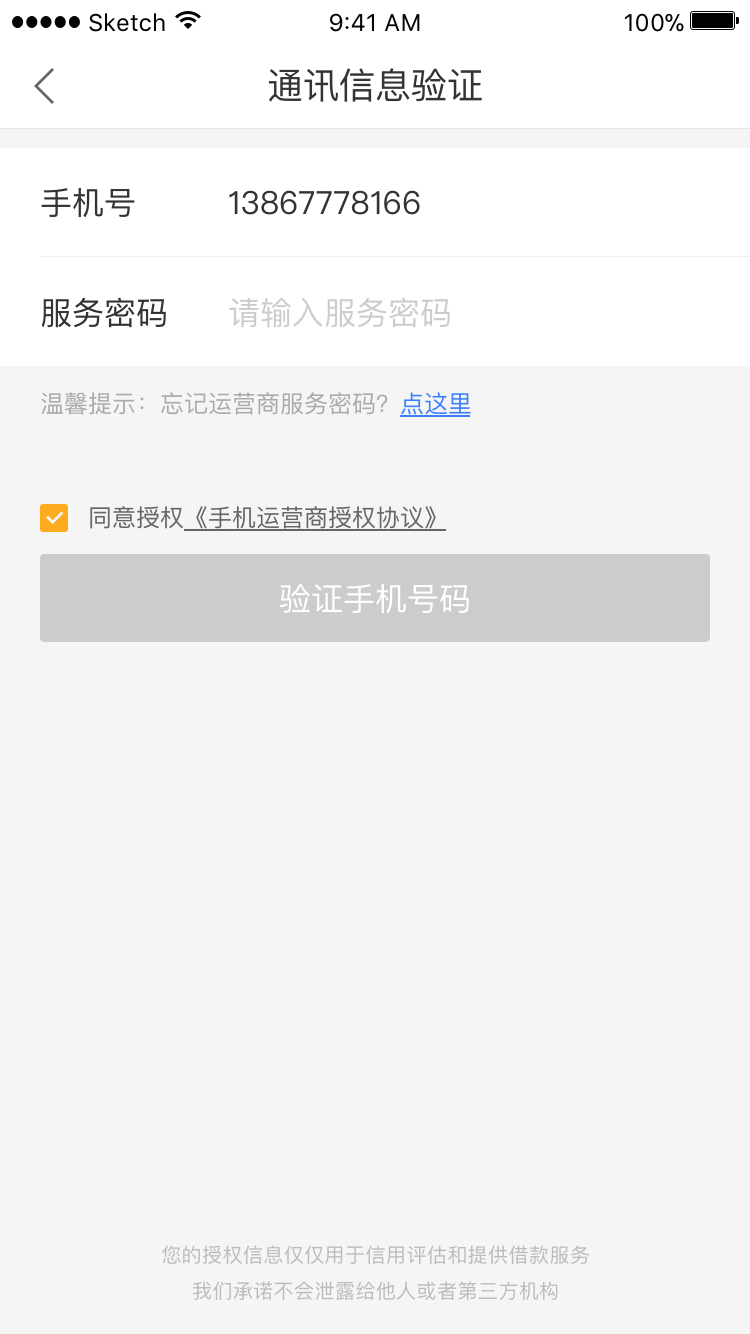 ●●●●● Sketch 9:41 AM 100%
通讯信息验证
手机号 13867778166
服务密码 请输入服务密码
温馨提示：忘记运营商服务密码？点这里
同意授权《手机运营商授权协议》
验证手机号码
您的授权信息仅仅用于信用评估和提供借款服务
我们承诺不会泄露给他人或者第三方机构